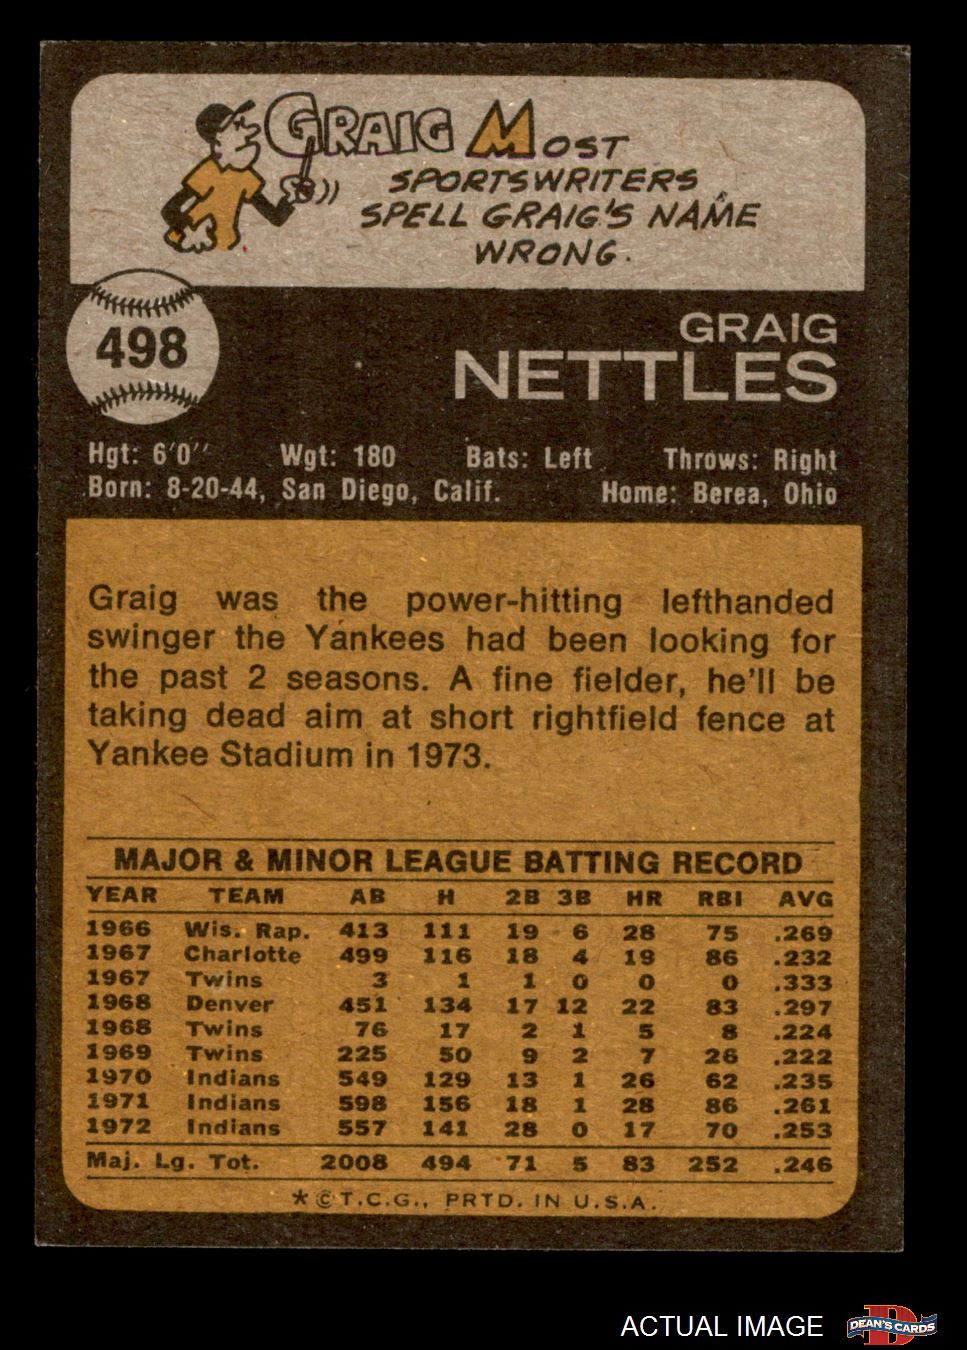 GRAIG MOST
SPORTSWRITERS
SPELL GRAIG'S NAME
WRONG.
498
GRAIG
NETTLES
Hgt: 6'0'' Wgt: 180 Bats: Left Throws: Right
Born: 8-20-44, San Diego, Calif. Home: Berea, Ohio
Graig was the power-hitting lefthanded
swinger the Yankees had been looking for
the past 2 seasons. A fine fielder, he'll be
taking dead aim at short rightfield fence at
Yankee Stadium in 1973.
MAJOR & MINOR LEAGUE BATTING RECORD
YEAR TEAM AB H 2B 3B HR RBI AVG
1966 Wis. Rap. 413 111 19 6 28 75 .269
1967 Charlotte 499 116 18 4 19 86 .232
1967 Twins 3 1 1 0 0 0 .333
1968 Denver 451 134 17 12 22 83 .297
1968 Twins 76 17 2 1 5 8 .224
1969 Twins 225 50 9 2 7 26 .222
1970 Indians 549 129 13 1 26 62 .235
1971 Indians 598 156 18 1 28 86 .261
1972 Indians 557 141 28 0 17 70 .253
Maj. Lg. Tot. 2008 494 71 5 83 252 .246
*© T.C.G., PRTD. IN U.S.A.
ACTUAL IMAGE
D
DEAN'S CARDS